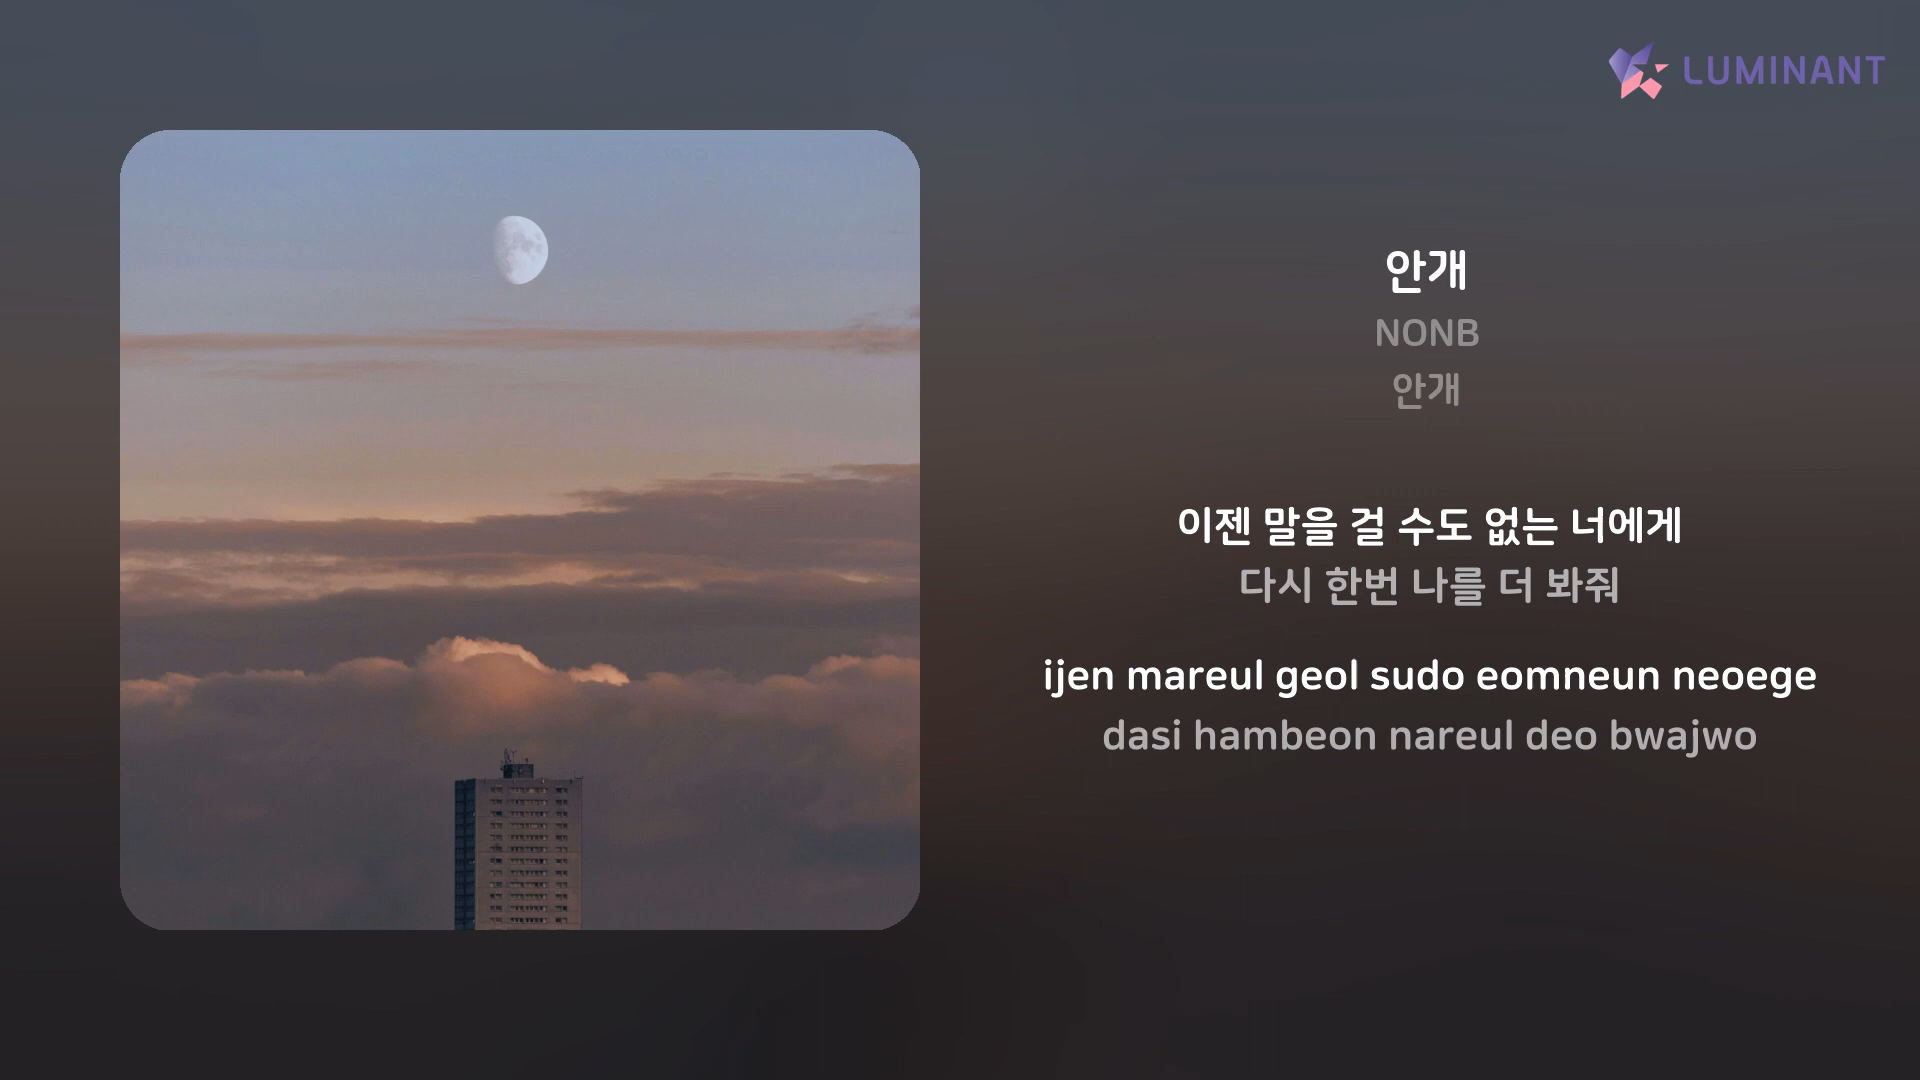 LUMINANT
안개
NONB
안개
이젠 말을 걸 수도 없는 너에게
다시 한번 나를 더 봐줘
ijen mareul geol sudo eomneun neoege
dasi hambeon nareul deo bwajwo